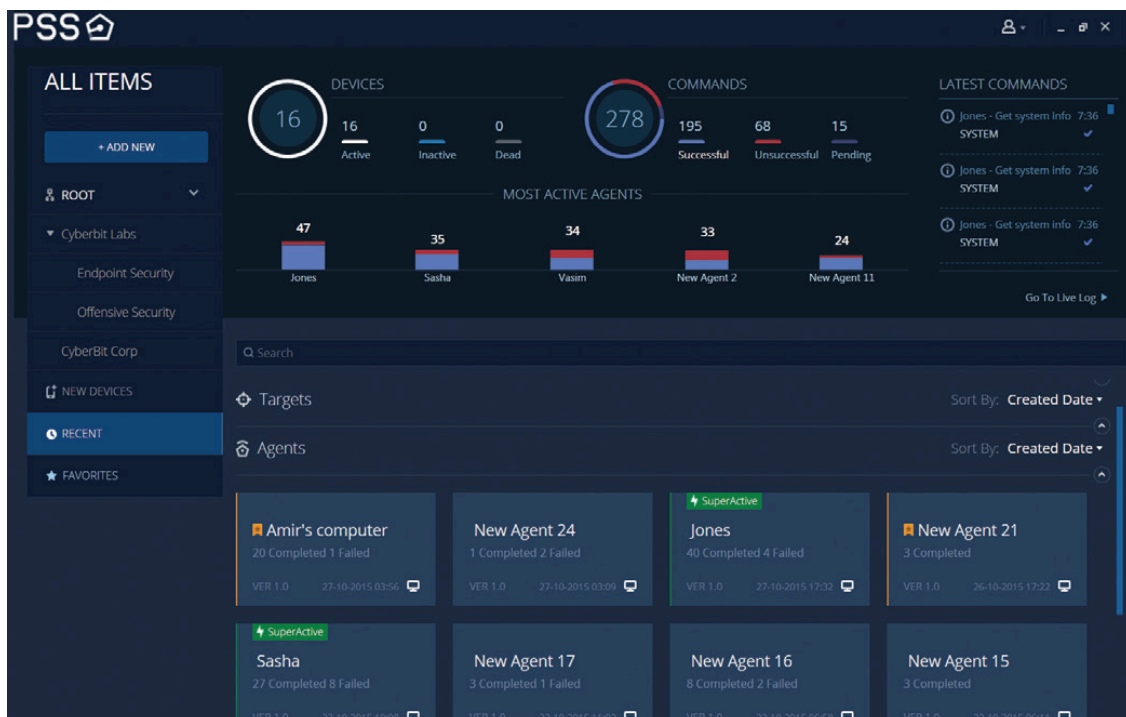 PSS
ALL ITEMS
+ ADD NEW
ROOT
Cyberbit Labs
Endpoint Security
Offensive Security
CyberBit Corp
NEW DEVICES
RECENT
FAVORITES
DEVICES
16
16 0 0
Active Inactive Dead
COMMANDS
278
195 68 15
Successful Unsuccessful Pending
MOST ACTIVE AGENTS
47 35 34 33 24
Jones Sasha Vasim New Agent 2 New Agent 11
LATEST COMMANDS
Jones - Get system Info 7:36
SYSTEM
Jones - Get system Info 7:36
SYSTEM
Jones - Get system info 7:36
SYSTEM
Go To Live Log
Search
Targets Sort By: Created Date
Agents Sort By: Created Date
Amir's computer
20 Completed 1 Failed
VER 1.0 27-10-2015 03:56
New Agent 24
1 Completed 2 Failed
VER 1.0 27-10-2015 03:09
SuperActive
Jones
40 Completed 4 Failed
VER 1.0 27-10-2015 17:32
New Agent 21
3 Completed
VER 1.0 26-10-2015 17:22
SuperActive
Sasha
27 Completed 8 Failed
New Agent 17
3 Completed 1 Failed
New Agent 16
8 Completed 2 Failed
New Agent 15
3 Completed